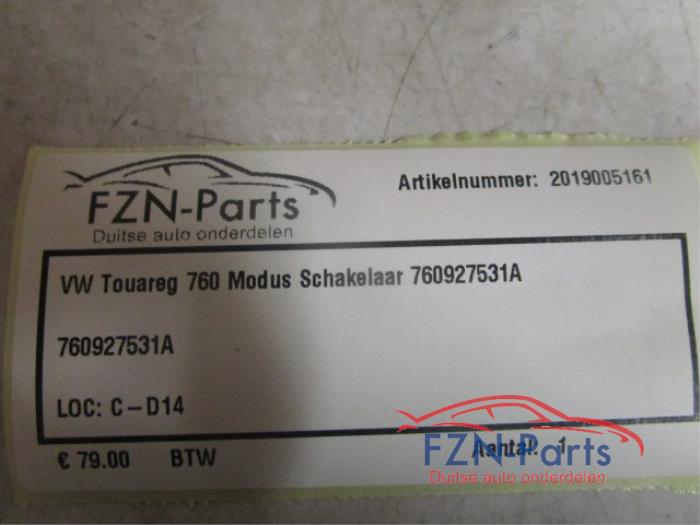 FZN-Parts
Duitse auto onderdelen
Artikelnummer: 2019005161
VW Touareg 760 Modus Schakelaar 760927531A
760927531A
LOC: C-D14
€ 79.00 BTW
Aantal: 1
FZN-Parts
Duitse auto onderdelen